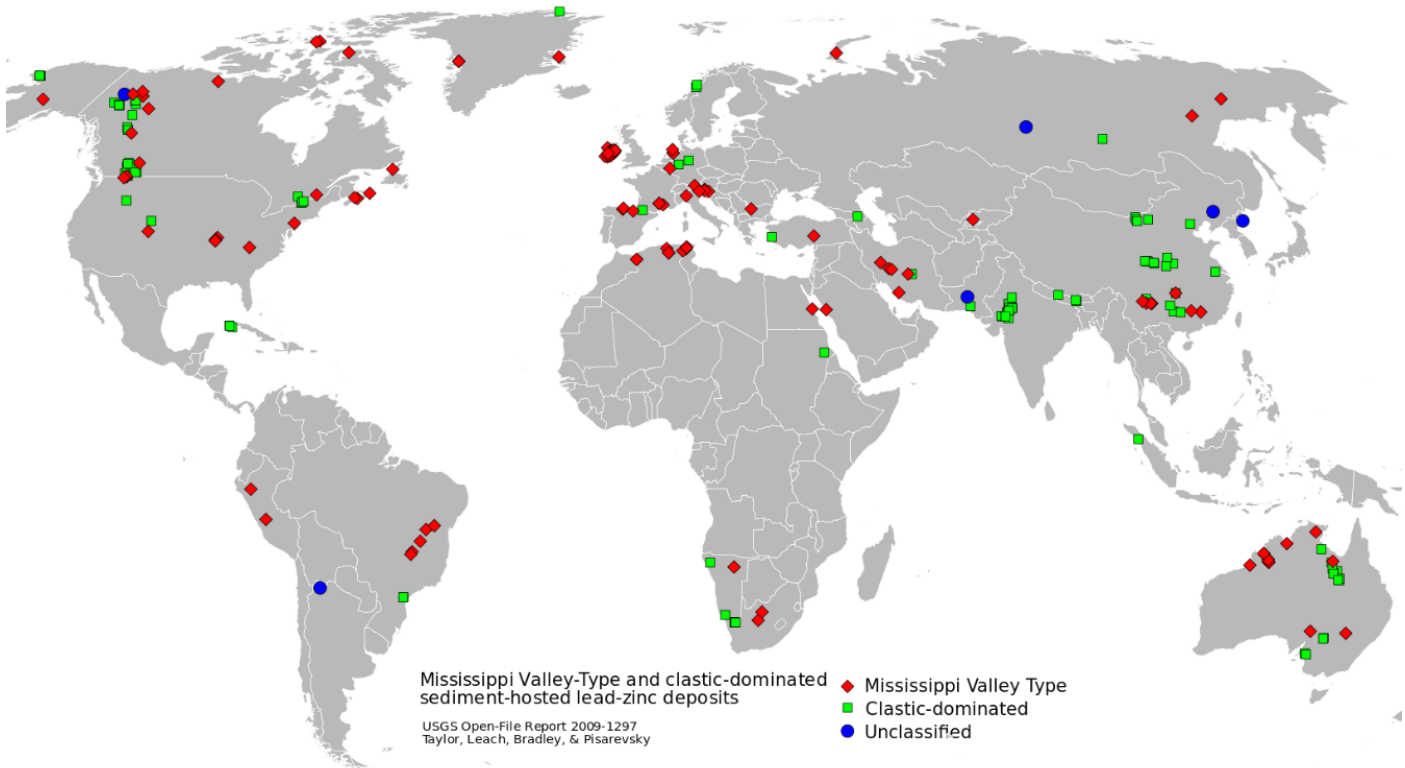 Mississippi Valley-Type and clastic-dominated
sediment-hosted lead-zinc deposits
USGS Open-File Report 2009-1297
Taylor, Leach, Bradley, & Pisarevsky
Mississippi Valley Type
Clastic-dominated
Unclassified